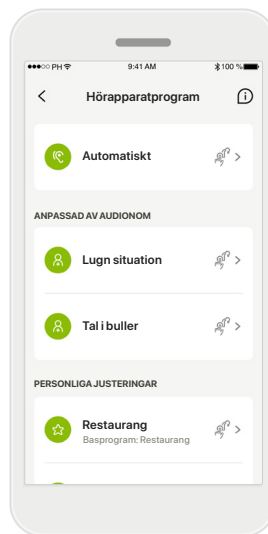 PH 9:41 AM 100 %
Hörapparatprogram
Automatiskt
ANPASSAD AV AUDIONOM
Lugn situation
Tal i buller
PERSONLIGA JUSTERINGAR
Restaurang
Basprogram: Restaurang